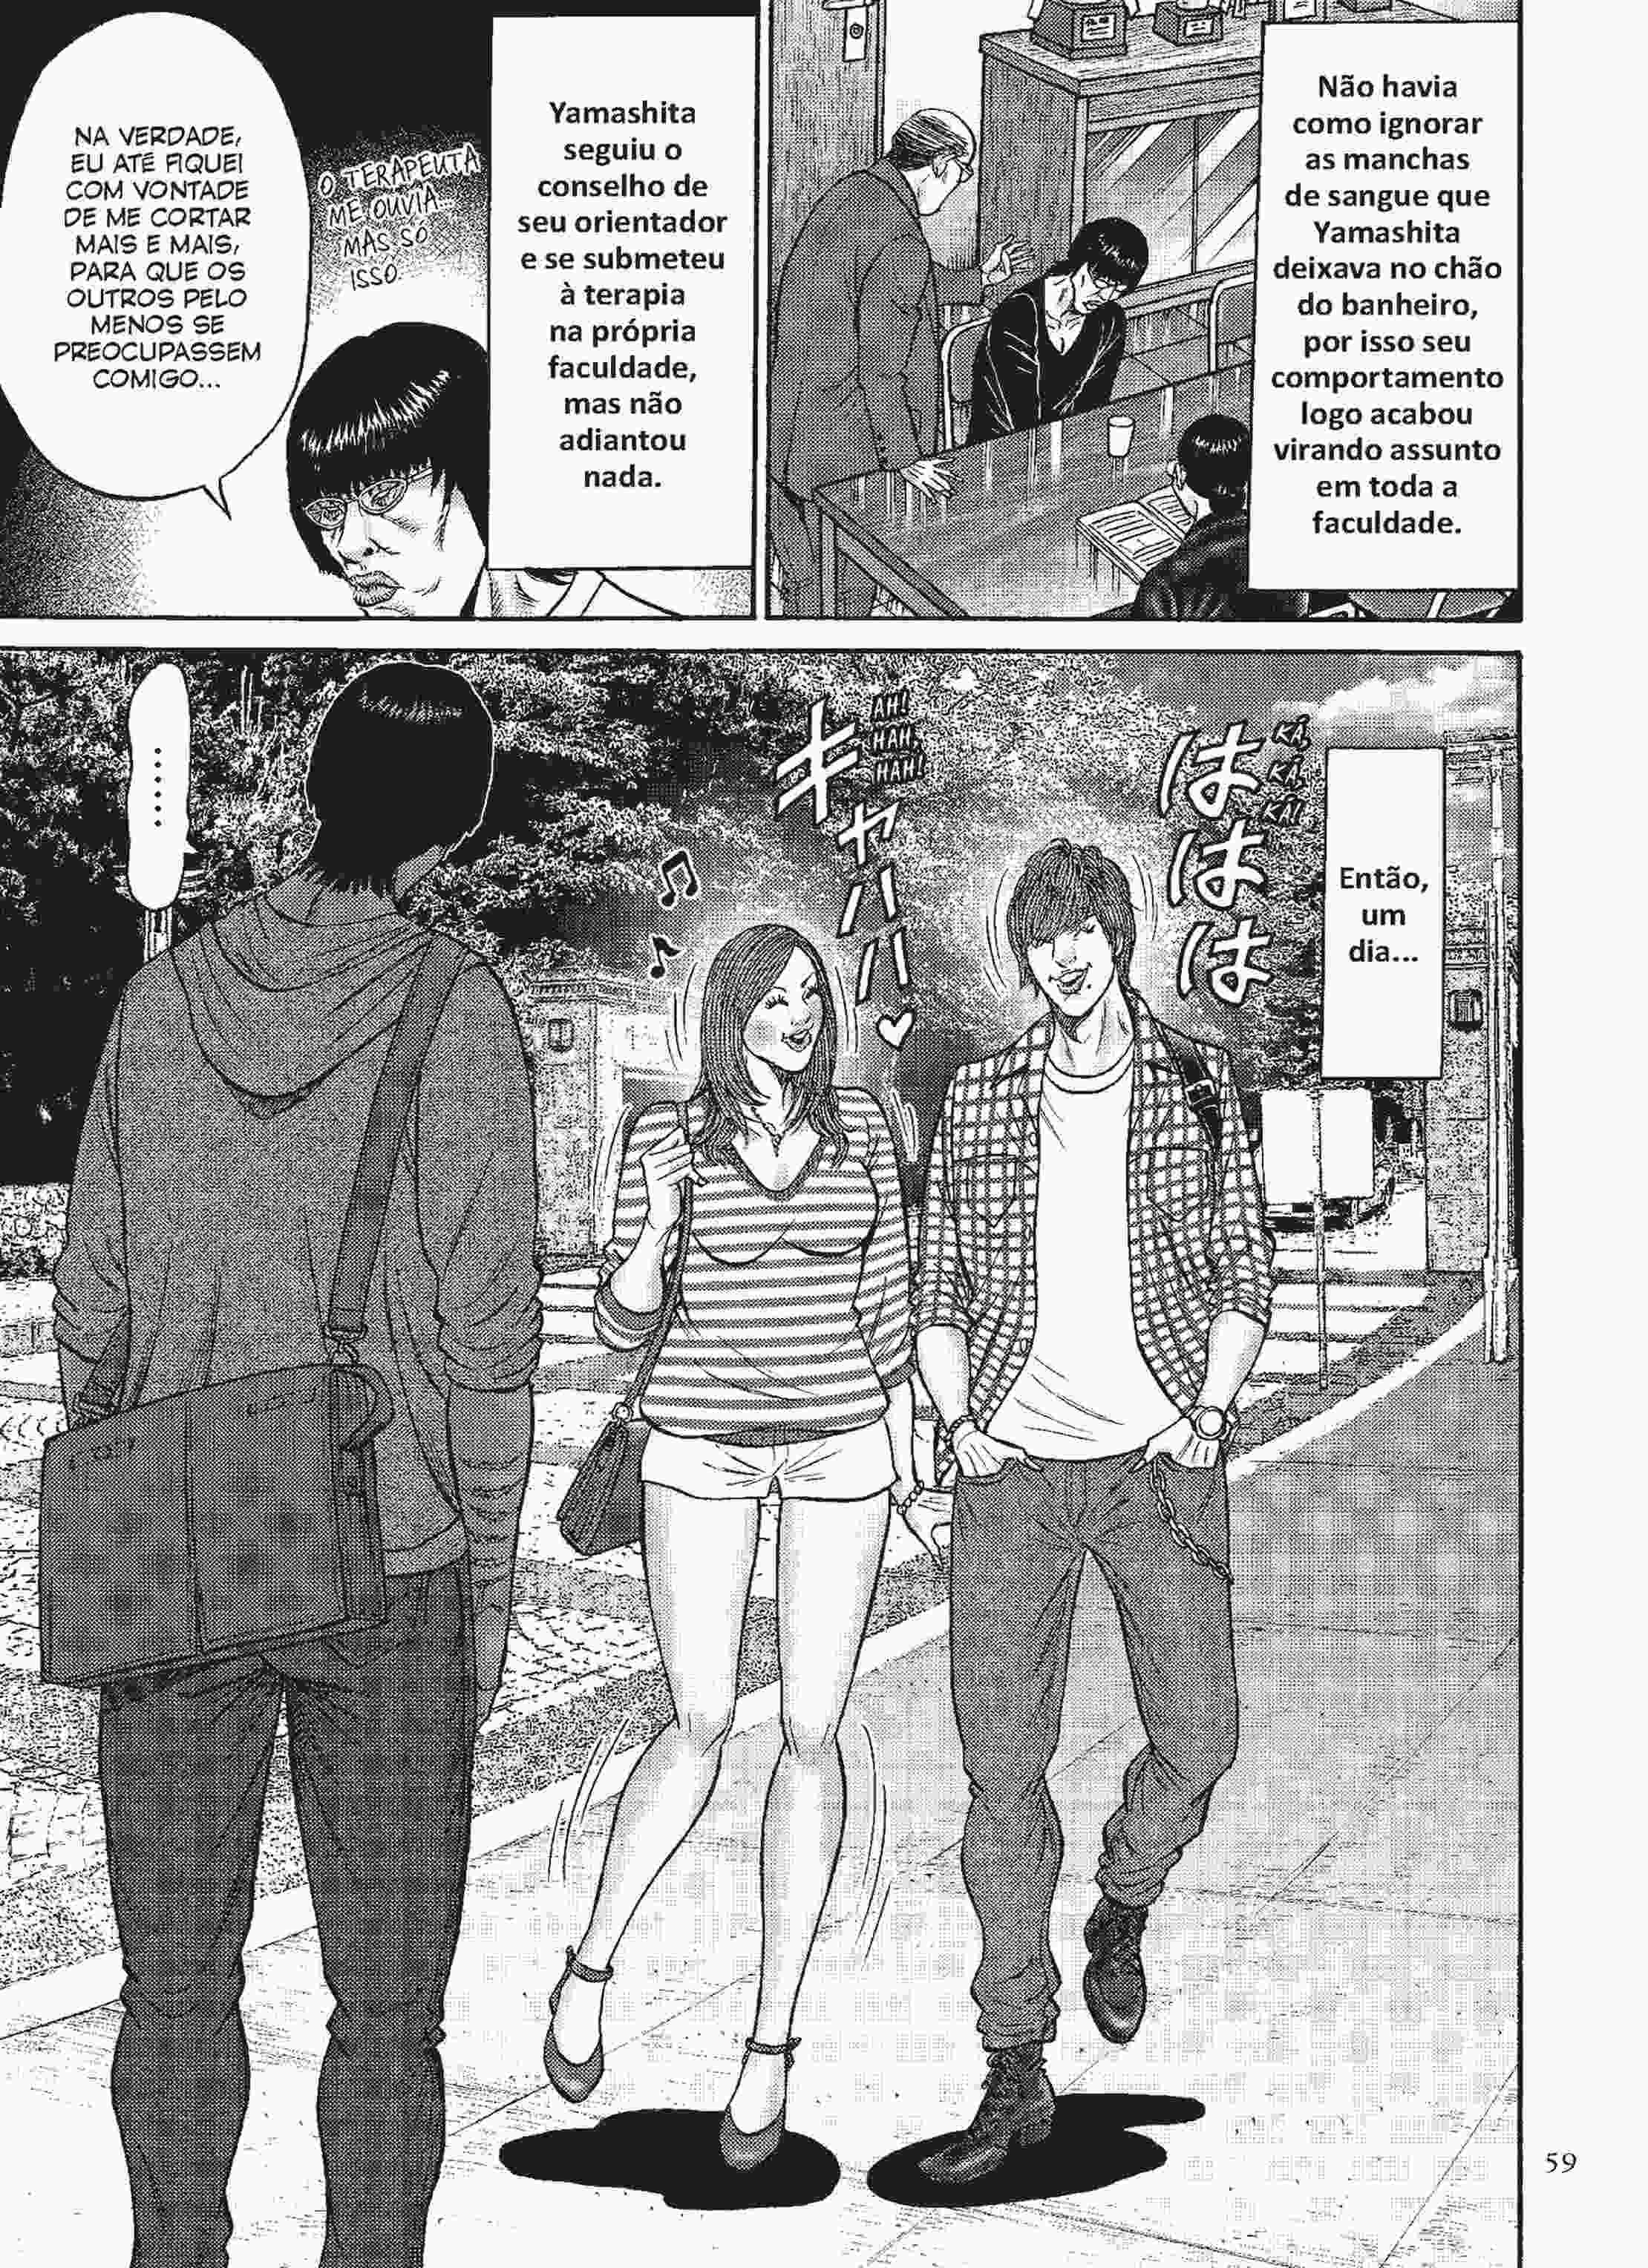 Não havia
como ignorar
as manchas
de sangue que
Yamashita
deixava no chão
do banheiro,
por isso seu
comportamento
logo acabou
virando assunto
em toda a
faculdade.
Yamashita
seguiu o
conselho de
seu orientador
e se submeteu
à terapia
na própria
faculdade,
mas não
adiantou
nada.
O TERAPEUTA
ME OUVIA...
MAS SÓ
ISSO.
NA VERDADE,
EU ATÉ FIQUEI
COM VONTADE
DE ME CORTAR
MAIS E MAIS,
PARA QUE OS
OUTROS PELO
MENOS SE
PREOCUPASSEM
COMIGO...
Então,
um
dia...
ははは
KÁ,
KÁ,
KÁ!
キャハハ
AH!
HAH,
HAH!
......
59